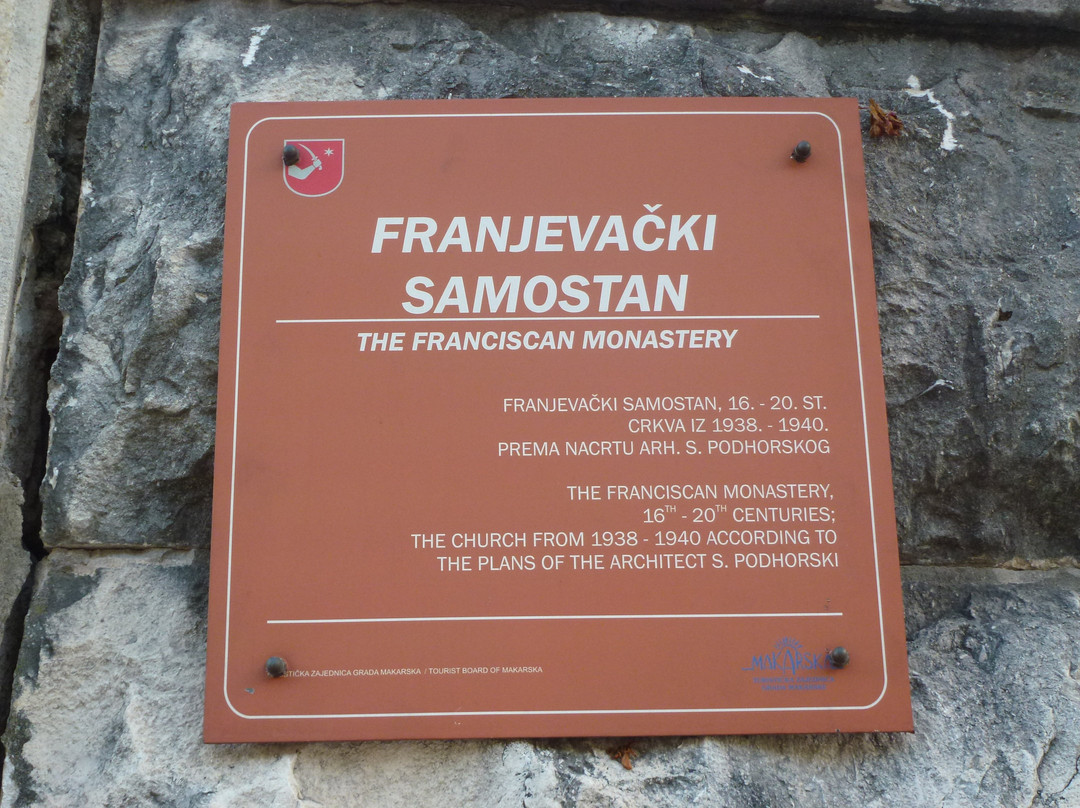 FRANJEVAČKI
SAMOSTAN
THE FRANCISCAN MONASTERY
FRANJEVAČKI SAMOSTAN, 16. - 20. ST.
CRKVA IZ 1938. - 1940.
PREMA NACRTU ARH. S. PODHORSKOG
THE FRANCISCAN MONASTERY,
16TH - 20TH CENTURIES;
THE CHURCH FROM 1938 - 1940 ACCORDING TO
THE PLANS OF THE ARCHITECT S. PODHORSKI
ZAJEDNICA GRADA MAKARSKA / TOURIST BOARD OF MAKARSKA